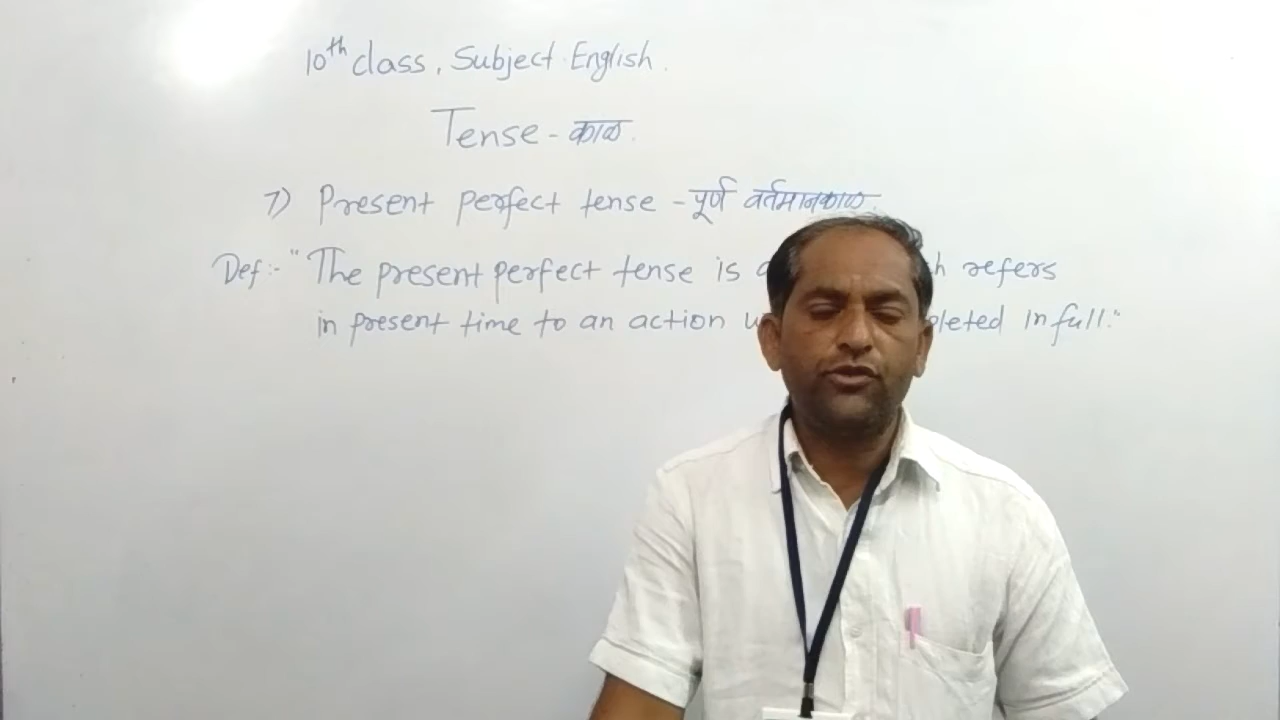 10th class, Subject English.
Tense - काळ.
7) Present perfect tense - पूर्ण वर्तमानकाळ.
Def:- "The present perfect tense is refers
in present time to an action in full."